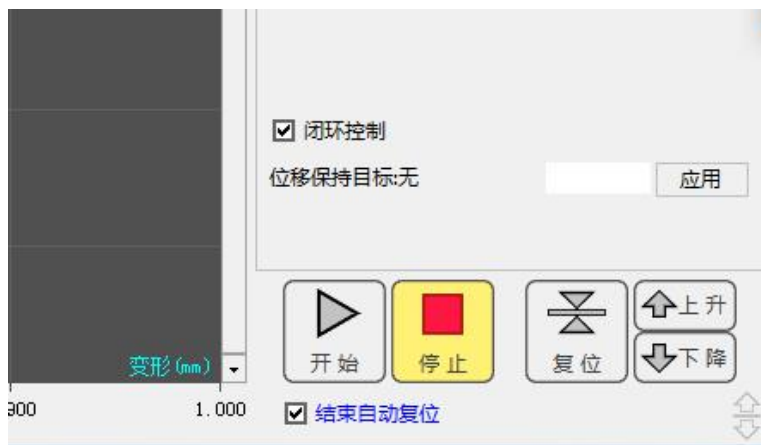 闭环控制
位移保持目标:无
应用
开始
停止
复位
上升
下降
变形(mm)
1.000
结束自动复位